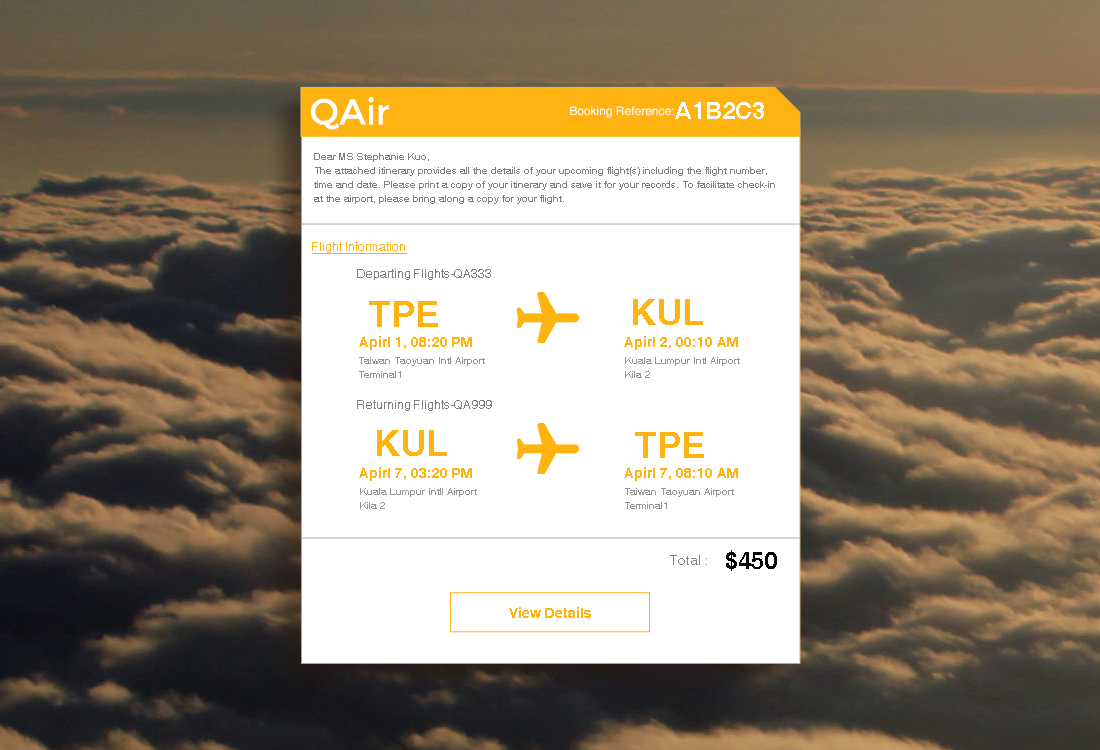 QAir
Booking Reference: A1B2C3
Dear MS Stephanie Kuo,
The attached itinerary provides all the details of your upcoming flight(s) including the flight number,
time and date. Please print a copy of your itinerary and save it for your records. To facilitate check-in
at the airport, please bring along a copy for your flight.
Flight Information
Departing Flights-QA333
TPE KUL
Apirl 1, 08:20 PM Apirl 2, 00:10 AM
Taiwan Taoyuan Intl Airport Kuala Lumpur Intl Airport
Terminal1 Kila 2
Returning Flights-QA999
KUL TPE
Apirl 7, 03:20 PM Apirl 7, 08:10 AM
Kuala Lumpur Intll Airport Taiwan Taoyuan Airport
Kila 2 Terminal1
Total : $450
View Details